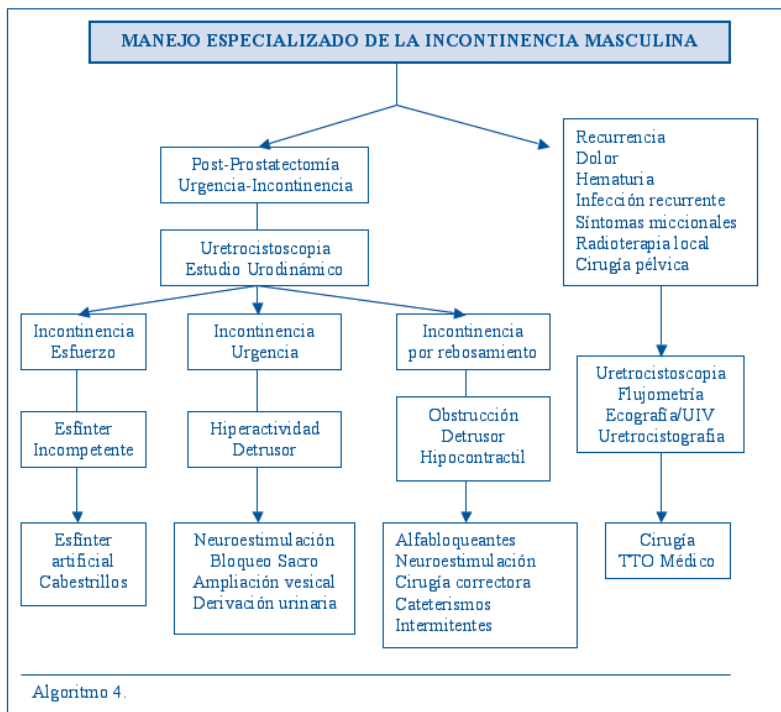 MANEJO ESPECIALIZADO DE LA INCONTINENCIA MASCULINA
Post-Prostatectomía
Urgencia-Incontinencia
Recurrencia
Dolor
Hematuria
Infección recurrente
Síntomas miccionales
Radioterapia local
Cirugía pélvica
Uretrocistoscopia
Estudio Urodinámico
Incontinencia
Esfuerzo
Incontinencia
Urgencia
Incontinencia
por rebosamiento
Uretrocistoscopia
Flujometría
Ecografía/UIV
Uretrocistografia
Esfínter
Incompetente
Hiperactividad
Detrusor
Obstrucción
Detrusor
Hipocontractil
Esfínter
artificial
Cabestrillos
Neuroestimulación
Bloqueo Sacro
Ampliación vesical
Derivación urinaria
Alfabloqueantes
Neuroestimulación
Cirugía correctora
Cateterismos
Intermitentes
Cirugía
TTO Médico
Algoritmo 4.